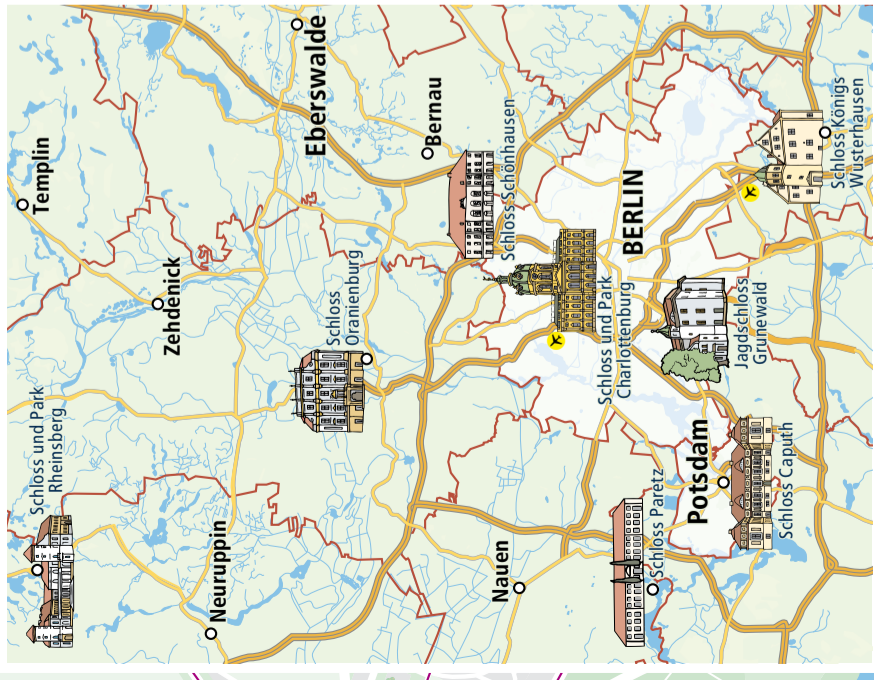 Schloss und Park
Rheinsberg
Templin
Zehdenick
Neuruppin
Eberswalde
Schloss
Oranienburg
Bernau
Nauen
Schloss Schönhausen
Schloss und Park
Charlottenburg
BERLIN
Schloss Paretz
Potsdam
Jagdschloss
Grunewald
Schloss Caputh
Schloss Königs
Wusterhausen